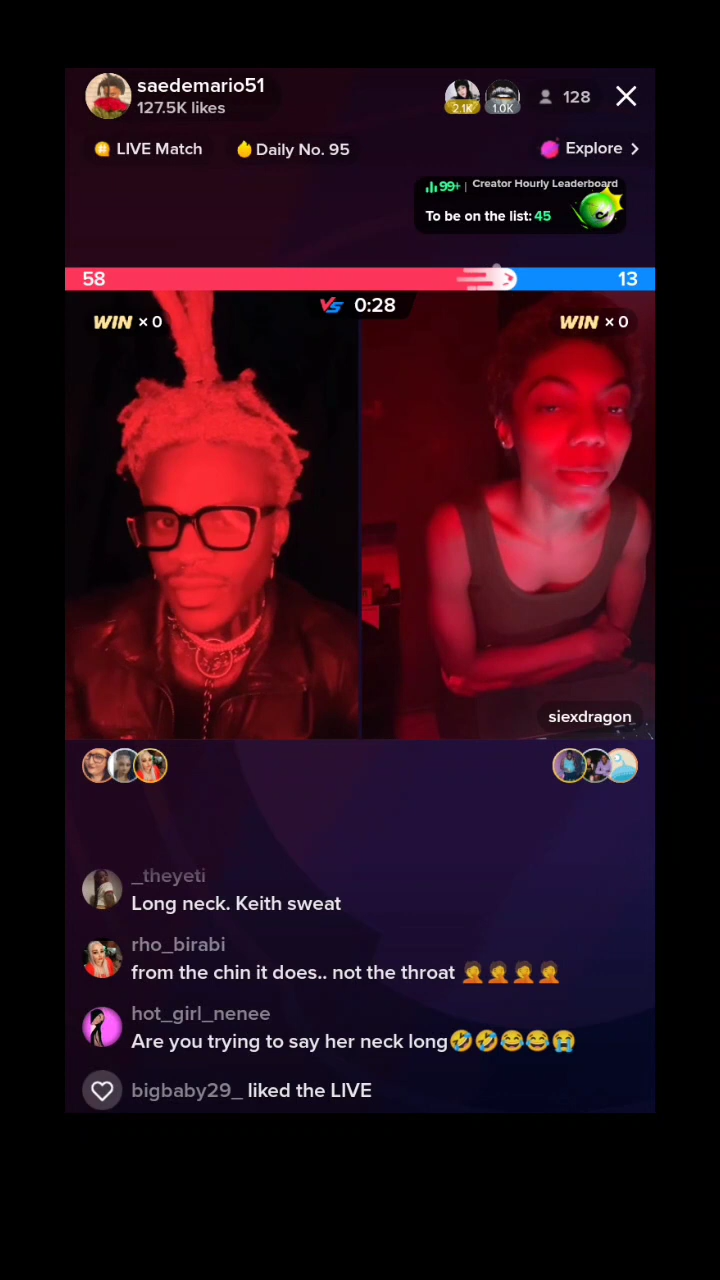 saedemario51
127.5K likes
2.1K
1.0K
128
LIVE Match
Daily No. 95
Explore
99+ | Creator Hourly Leaderboard
To be on the list: 45
58
13
VS 0:28
WIN × 0
WIN × 0
siexdragon
_theyeti
Long neck. Keith sweat
rho_birabi
from the chin it does.. not the throat 🤦🤦🤦🤦
hot_girl_nenee
Are you trying to say her neck long🤣🤣😂😂😭
bigbaby29_ liked the LIVE